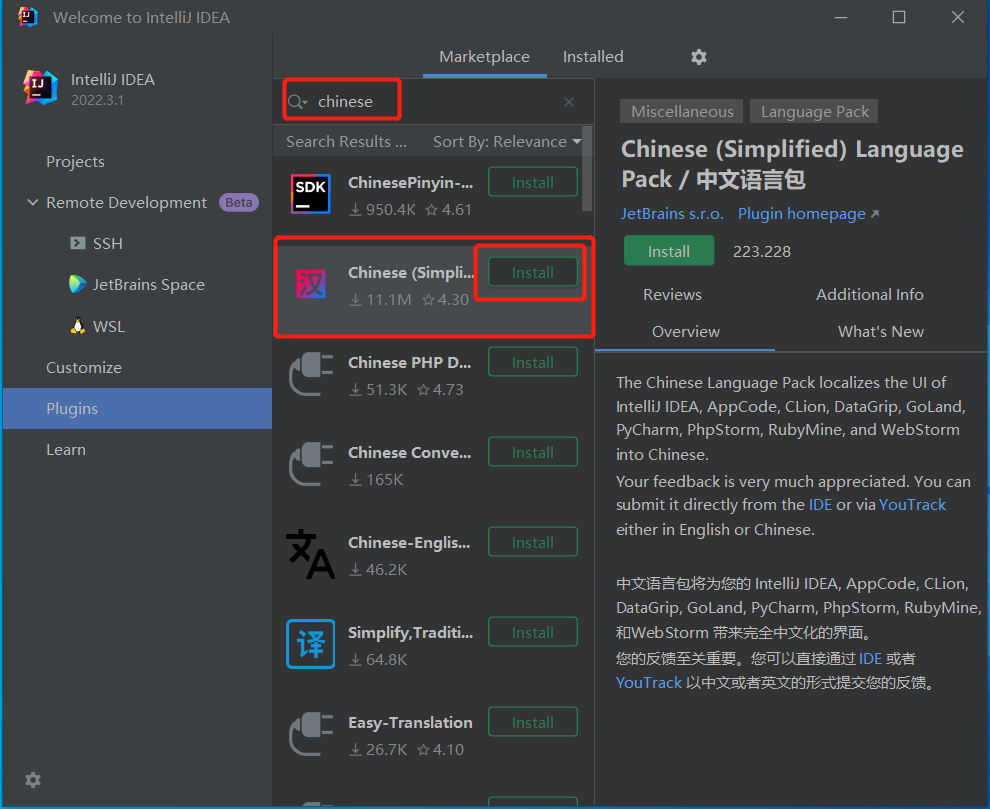 Welcome to IntelliJ IDEA
IntelliJ IDEA
2022.3.1
Projects
Remote Development Beta
SSH
JetBrains Space
WSL
Customize
Plugins
Learn
Marketplace Installed
chinese
Search Results ... Sort By: Relevance
SDK
ChinesePinyin-... Install
950.4K 4.61
汉
Chinese (Simpli... Install
11.1M 4.30
Chinese PHP D... Install
51.3K 4.73
Chinese Conve... Install
165K
文A
Chinese-Englis... Install
46.2K
译
Simplify,Traditi... Install
64.8K
Easy-Translation Install
26.7K 4.10
Miscellaneous Language Pack
Chinese (Simplified) Language
Pack / 中文语言包
JetBrains s.r.o. Plugin homepage
Install 223.228
Reviews Additional Info
Overview What's New
The Chinese Language Pack localizes the UI of
IntelliJ IDEA, AppCode, CLion, DataGrip, GoLand,
PyCharm, PhpStorm, RubyMine, and WebStorm
into Chinese.
Your feedback is very much appreciated. You can
submit it directly from the IDE or via YouTrack
either in English or Chinese.
中文语言包将为您的 IntelliJ IDEA, AppCode, CLion,
DataGrip, GoLand, PyCharm, PhpStorm, RubyMine,
和WebStorm 带来完全中文化的界面。
您的反馈至关重要。您可以直接通过 IDE 或者
YouTrack 以中文或者英文的形式提交您的反馈。